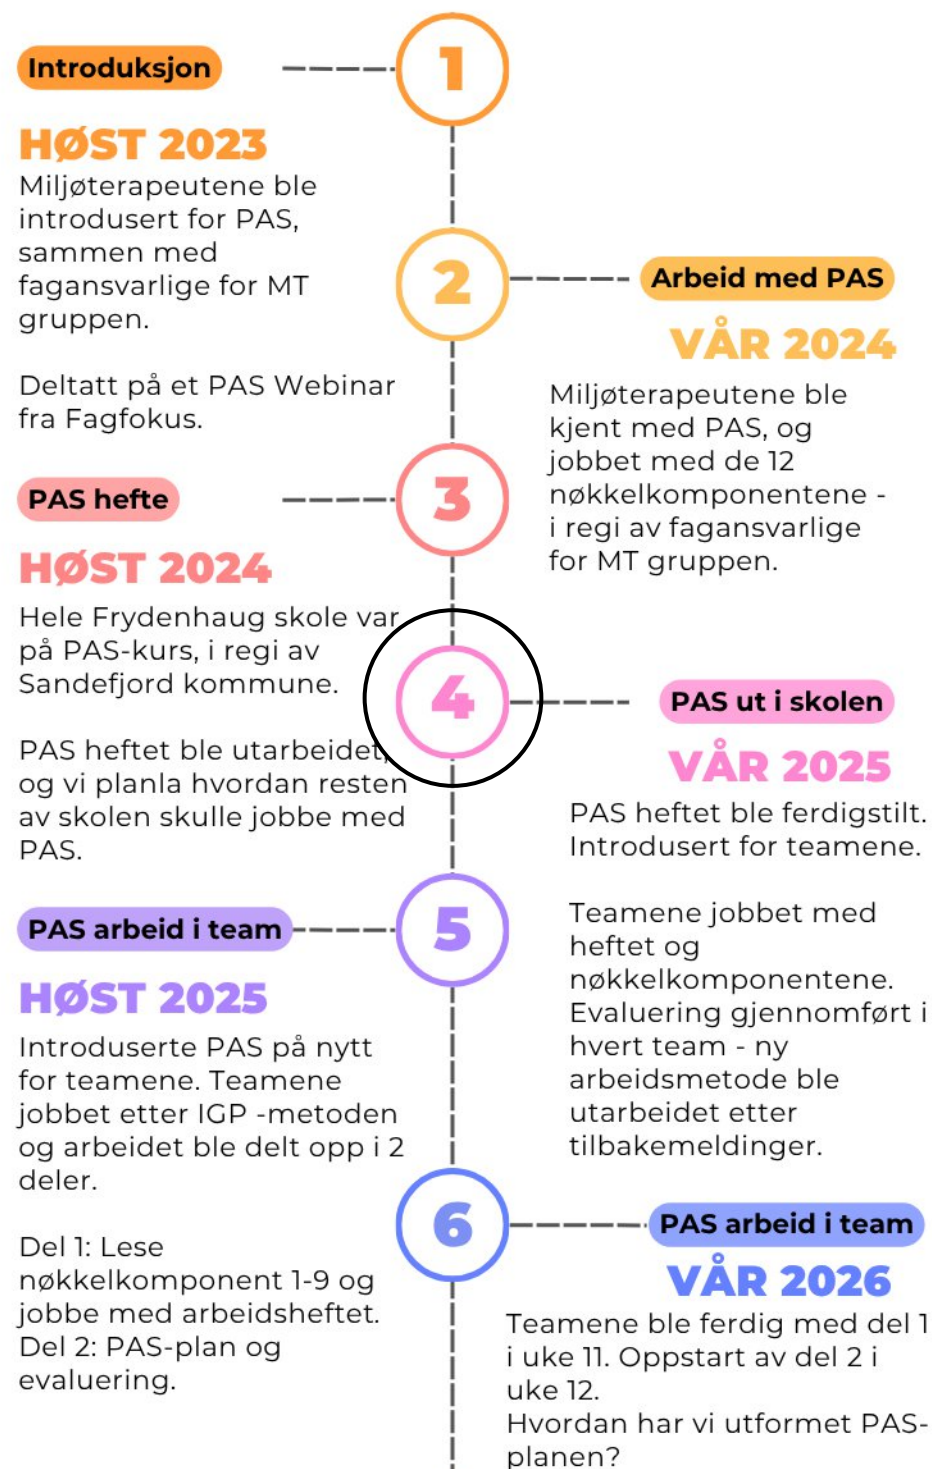 1
Introduksjon
HØST 2023
Miljøterapeutene ble
introdusert for PAS,
sammen med
fagansvarlige for MT
gruppen.
Deltatt på et PAS Webinar
fra Fagfokus.
2
Arbeid med PAS
VÅR 2024
Miljøterapeutene ble
kjent med PAS, og
jobbet med de 12
nøkkelkomponentene -
i regi av fagansvarlige
for MT gruppen.
3
PAS hefte
HØST 2024
Hele Frydenhaug skole var
på PAS-kurs, i regi av
Sandefjord kommune.
PAS heftet ble utarbeidet,
og vi planla hvordan resten
av skolen skulle jobbe med
PAS.
4
PAS ut i skolen
VÅR 2025
PAS heftet ble ferdigstilt.
Introdusert for teamene.
Teamene jobbet med
heftet og
nøkkelkomponentene.
Evaluering gjennomført i
hvert team - ny
arbeidsmetode ble
utarbeidet etter
tilbakemeldinger.
5
PAS arbeid i team
HØST 2025
Introduserte PAS på nytt
for teamene. Teamene
jobbet etter IGP -metoden
og arbeidet ble delt opp i 2
deler.
Del 1: Lese
nøkkelkomponent 1-9 og
jobbe med arbeidsheftet.
Del 2: PAS-plan og
evaluering.
6
PAS arbeid i team
VÅR 2026
Teamene ble ferdig med del 1
i uke 11. Oppstart av del 2 i
uke 12.
Hvordan har vi utformet PAS-
planen?